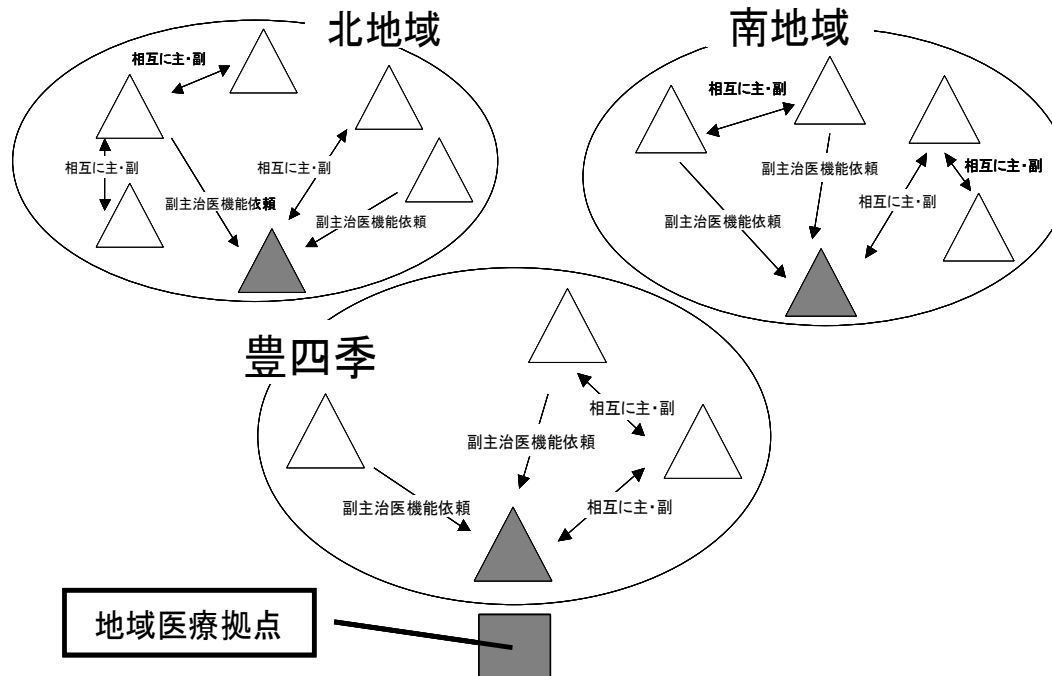 北地域
相互に主・副
相互に主・副
相互に主・副
副主治医機能依頼
副主治医機能依頼
南地域
相互に主・副
副主治医機能依頼
相互に主・副
相互に主・副
副主治医機能依頼
豊四季
相互に主・副
副主治医機能依頼
副主治医機能依頼
相互に主・副
地域医療拠点